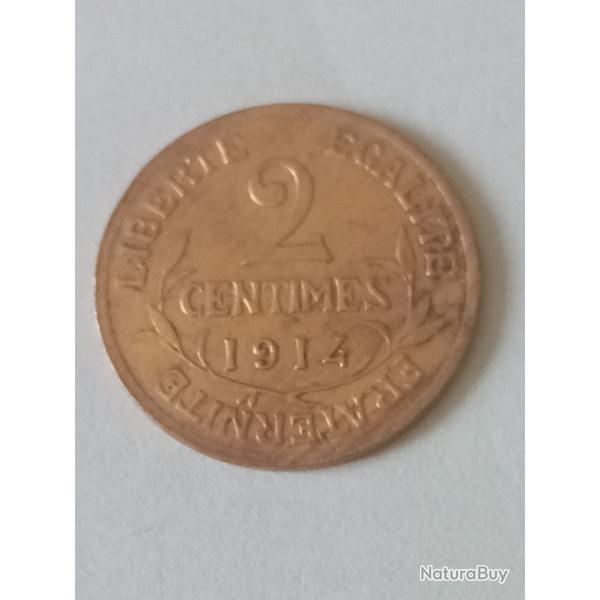 LIBERTE EGALITE
2
CENTIMES
1914
FRATERNITE
NaturaBuy